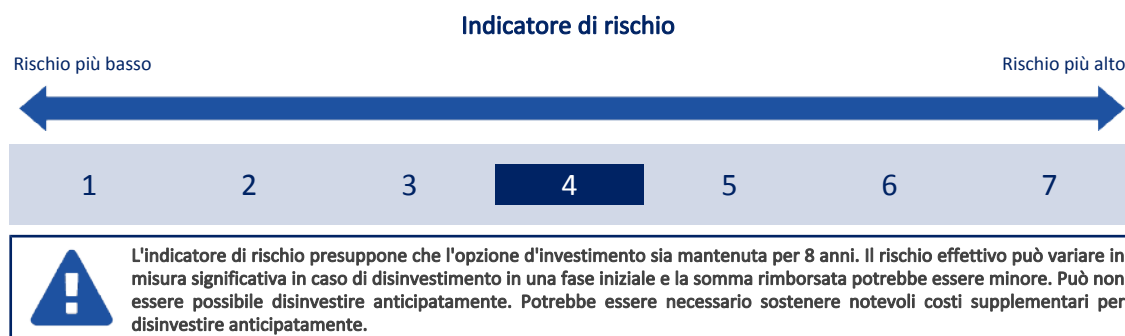 Indicatore di rischio
Rischio più basso
Rischio più alto
1 2 3 4 5 6 7
L'indicatore di rischio presuppone che l'opzione d'investimento sia mantenuta per 8 anni. Il rischio effettivo può variare in
misura significativa in caso di disinvestimento in una fase iniziale e la somma rimborsata potrebbe essere minore. Può non
essere possibile disinvestire anticipatamente. Potrebbe essere necessario sostenere notevoli costi supplementari per
disinvestire anticipatamente.